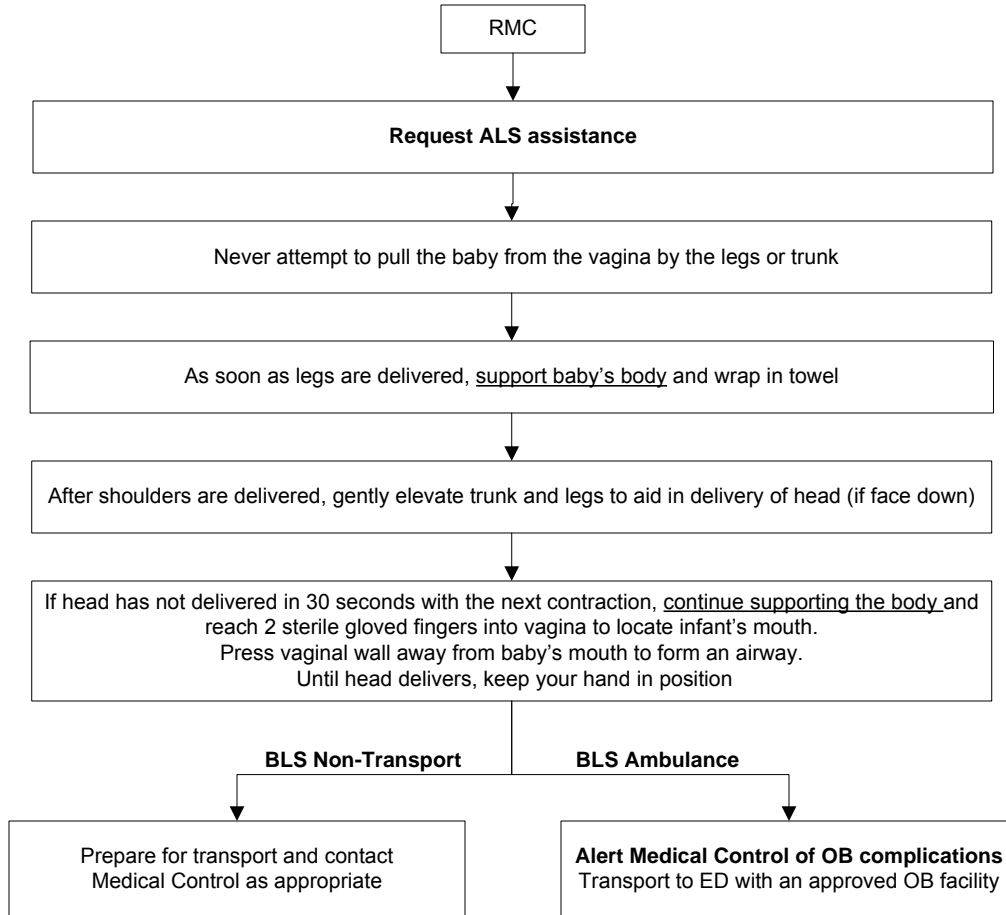 RMC
Request ALS assistance
Never attempt to pull the baby from the vagina by the legs or trunk
As soon as legs are delivered, support baby’s body and wrap in towel
After shoulders are delivered, gently elevate trunk and legs to aid in delivery of head (if face down)
If head has not delivered in 30 seconds with the next contraction, continue supporting the body and
reach 2 sterile gloved fingers into vagina to locate infant’s mouth.
Press vaginal wall away from baby’s mouth to form an airway.
Until head delivers, keep your hand in position
BLS Non-Transport
BLS Ambulance
Prepare for transport and contact
Medical Control as appropriate
Alert Medical Control of OB complications
Transport to ED with an approved OB facility